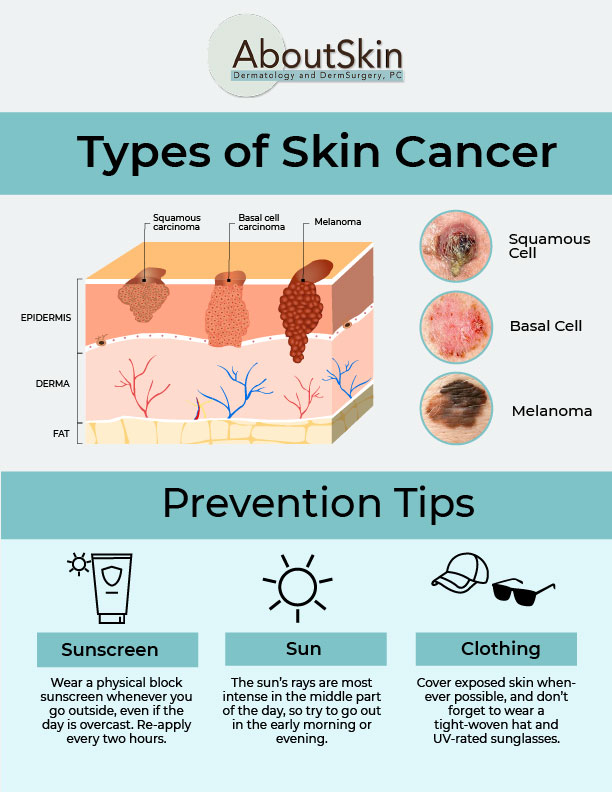 AboutSkin
Dermatology and DermSurgery, PC
Types of Skin Cancer
Squamous
carcinoma
Basal cell
carcinoma
Melanoma
EPIDERMIS
DERMA
FAT
Squamous
Cell
Basal Cell
Melanoma
Prevention Tips
Sunscreen
Wear a physical block
sunscreen whenever you
go outside, even if the
day is overcast. Re-apply
every two hours.
Sun
The sun's rays are most
intense in the middle part
of the day, so try to go out
in the early morning or
evening.
Clothing
Cover exposed skin when-
ever possible, and don't
forget to wear a
tight-woven hat and
UV-rated sunglasses.